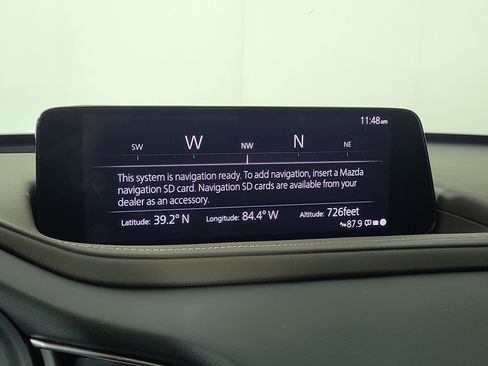 11:48am
SW W NW N NE
This system is navigation ready. To add navigation, insert a Mazda
navigation SD card. Navigation SD cards are available from your
dealer as an accessory.
Latitude: 39.2° N Longitude: 84.4° W Altitude: 726feet
87.9